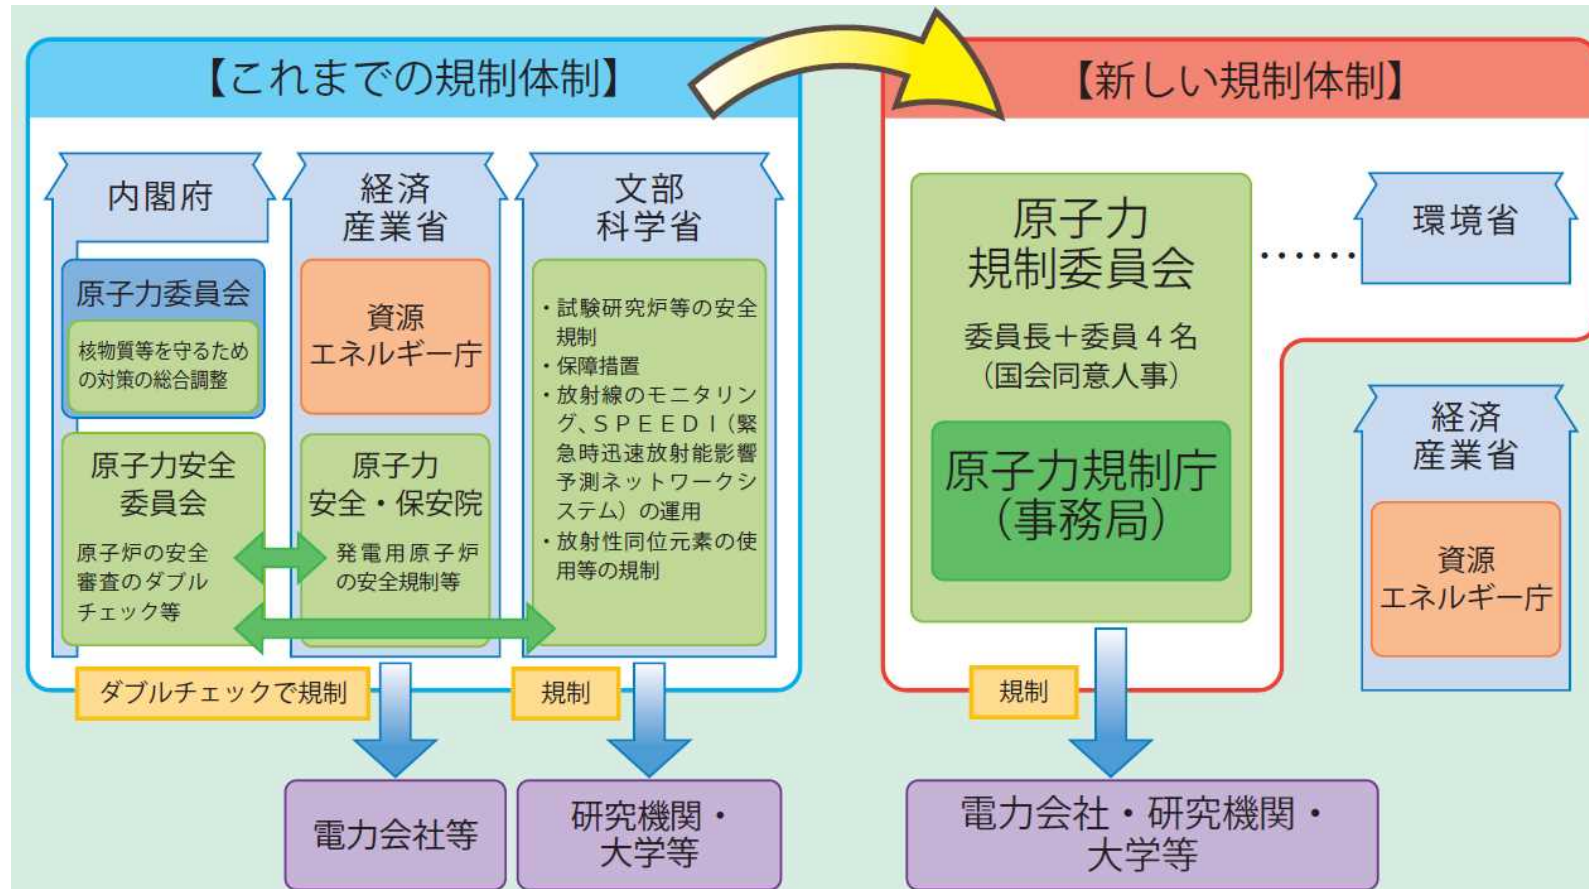 【これまでの規制体制】
内閣府
原子力委員会
核物質等を守るため
の対策の総合調整
原子力安全
委員会
原子炉の安全
審査のダブル
チェック等
経済
産業省
資源
エネルギー庁
原子力
安全・保安院
発電用原子炉
の安全規制等
文部
科学省
・試験研究炉等の安全
規制
・保障措置
・放射線のモニタリン
グ、ＳＰＥＥＤＩ（緊
急時迅速放射能影響
予測ネットワークシ
ステム）の運用
・放射性同位元素の使
用等の規制
ダブルチェックで規制
規制
電力会社等
研究機関・
大学等
【新しい規制体制】
原子力
規制委員会
委員長＋委員４名
（国会同意人事）
原子力規制庁
（事務局）
……
環境省
経済
産業省
資源
エネルギー庁
規制
電力会社・研究機関・
大学等